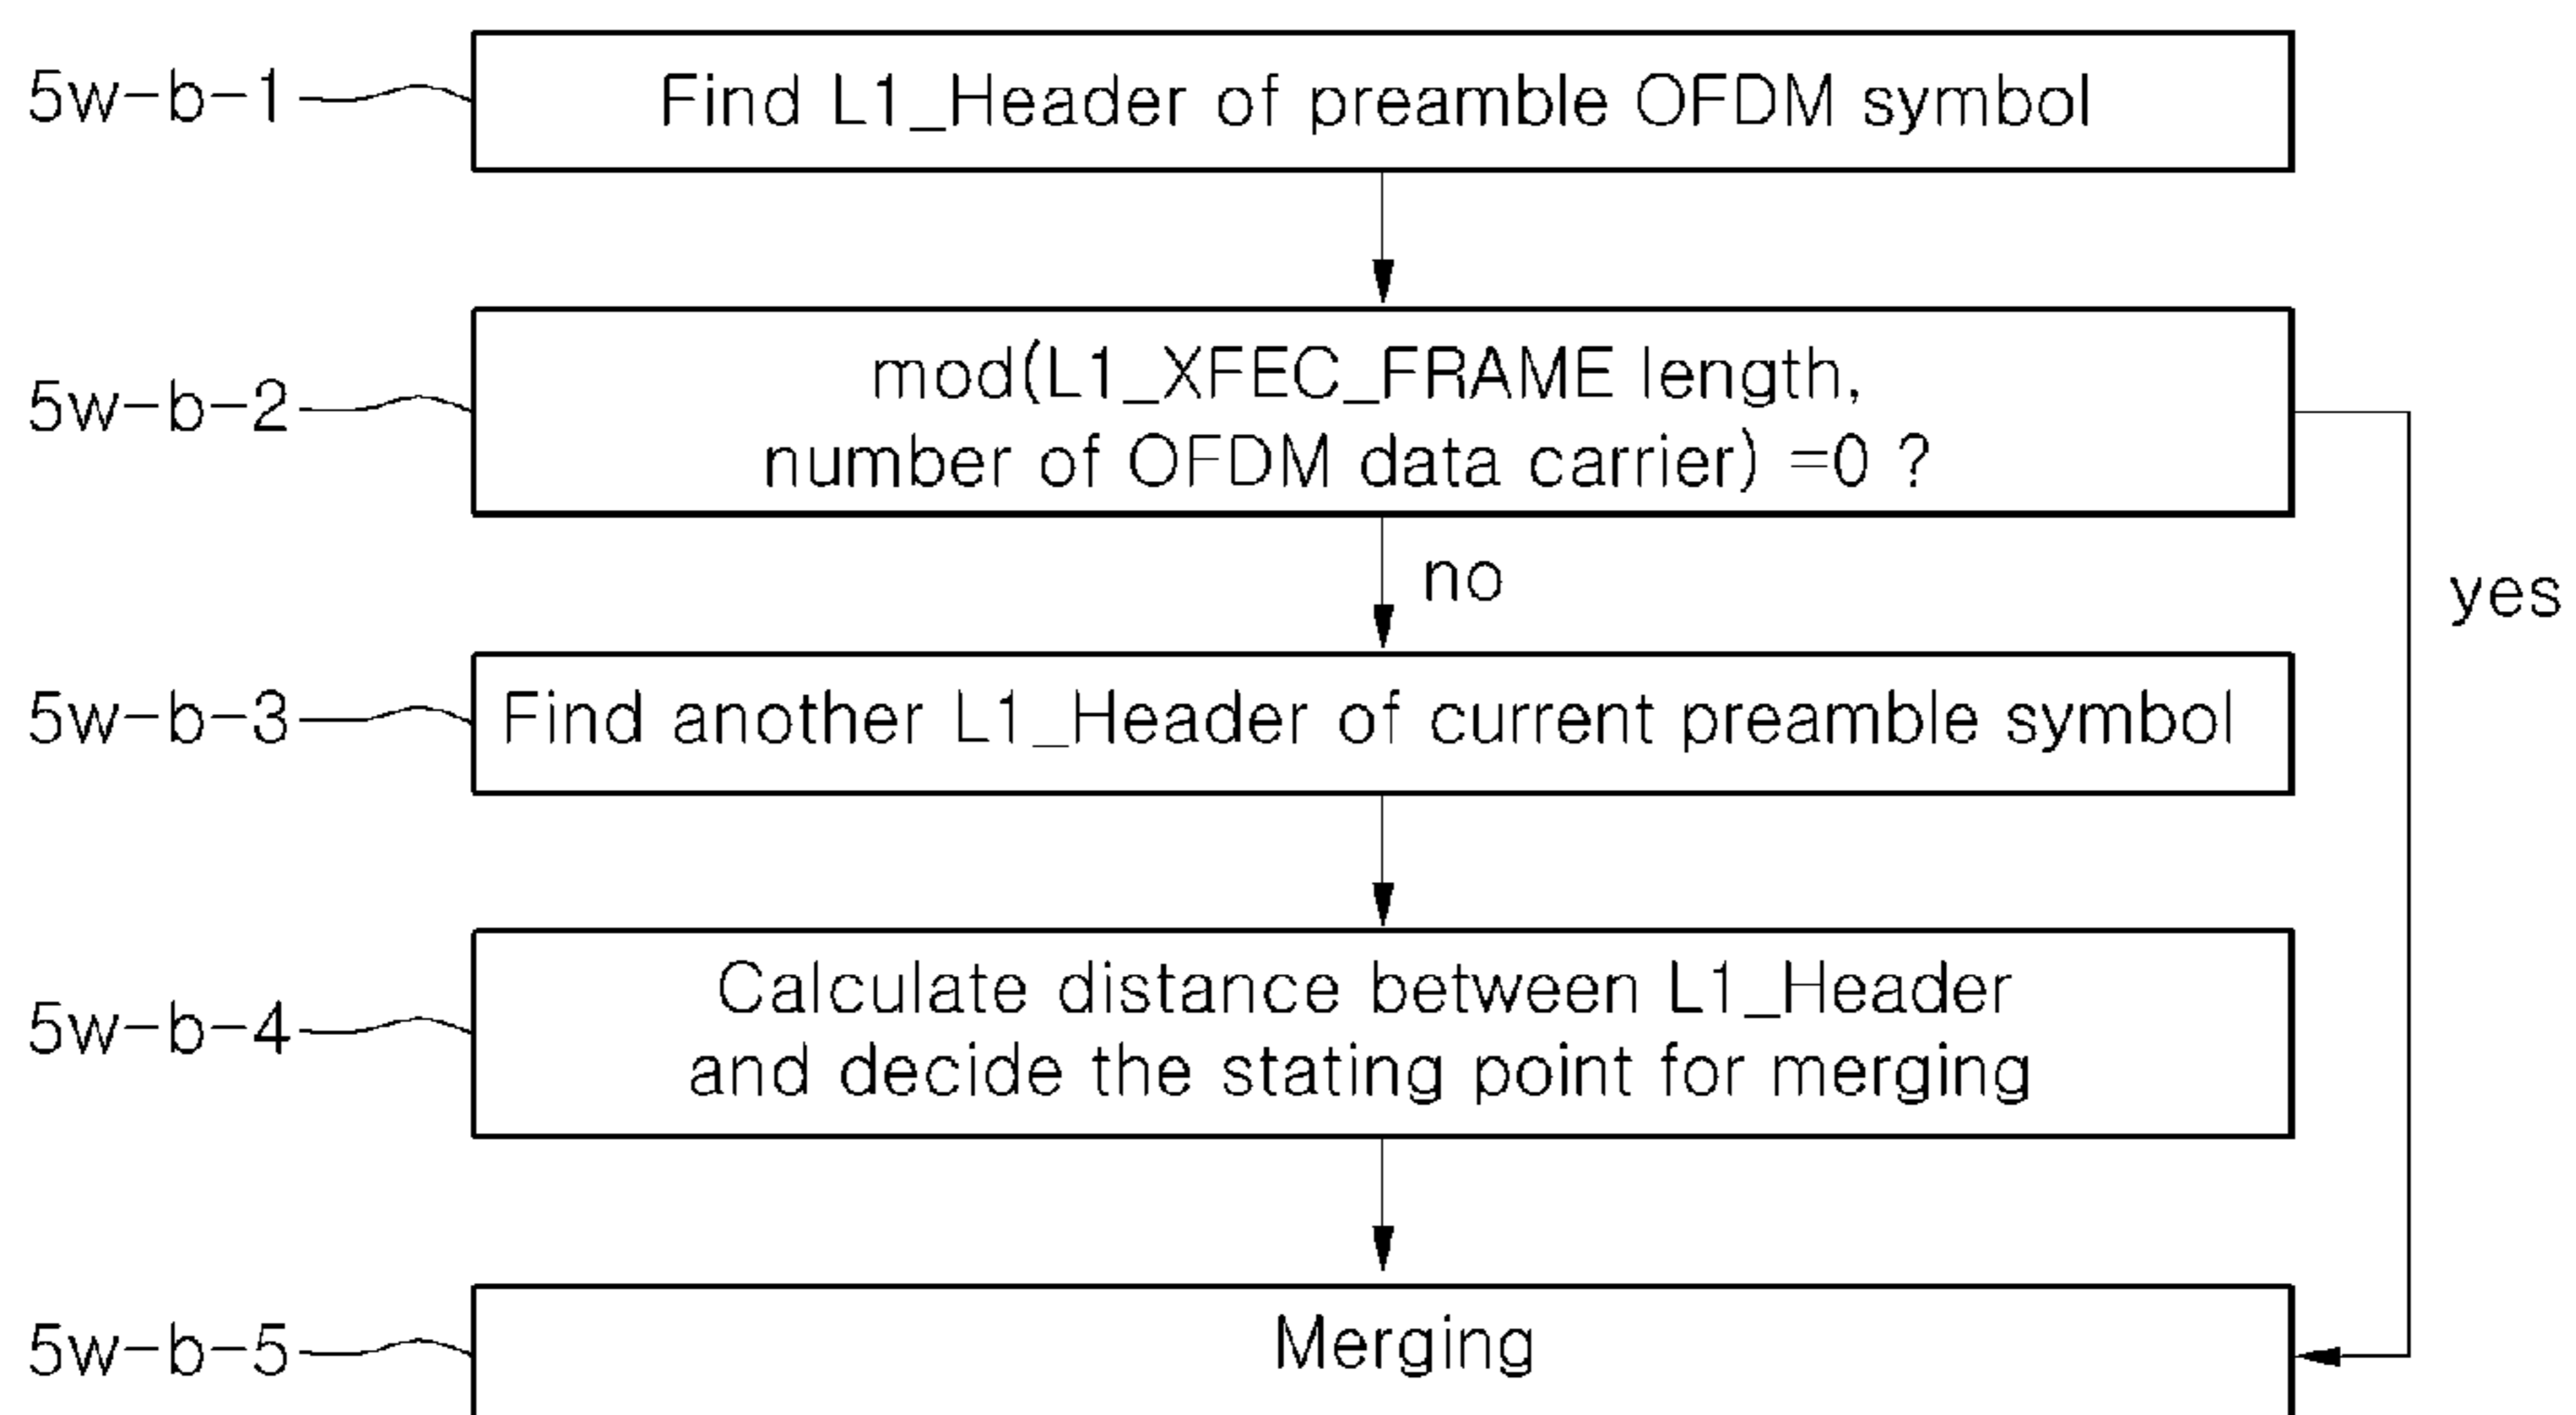 5w-b-1
Find L1_Header of preamble OFDM symbol
5w-b-2
mod(L1_XFEC_FRAME length,
number of OFDM data carrier) =0 ?
no
yes
5w-b-3
Find another L1_Header of current preamble symbol
5w-b-4
Calculate distance between L1_Header
and decide the stating point for merging
5w-b-5
Merging